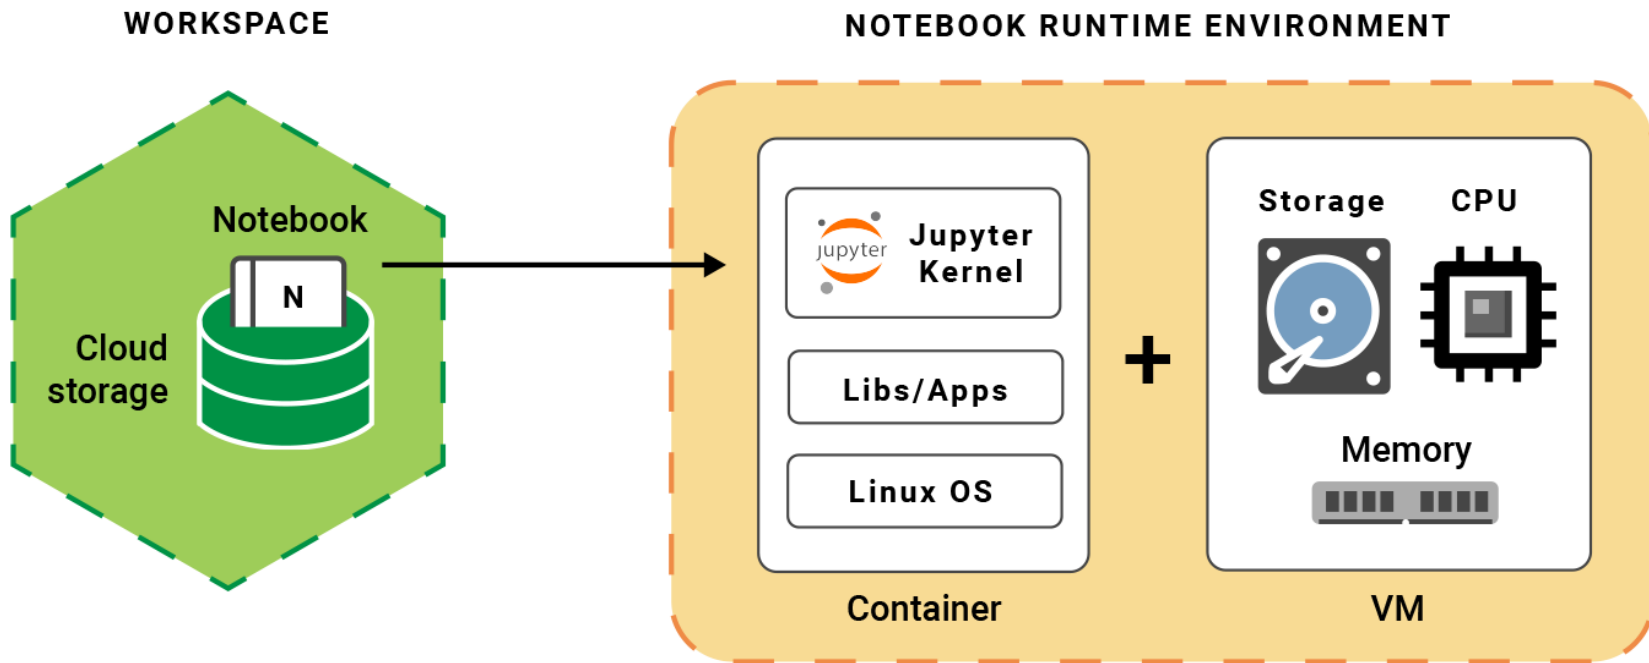 WORKSPACE
NOTEBOOK RUNTIME ENVIRONMENT
Notebook
N
Cloud
storage
jupyter
Jupyter
Kernel
Libs/Apps
Linux OS
Container
+
Storage
CPU
Memory
VM